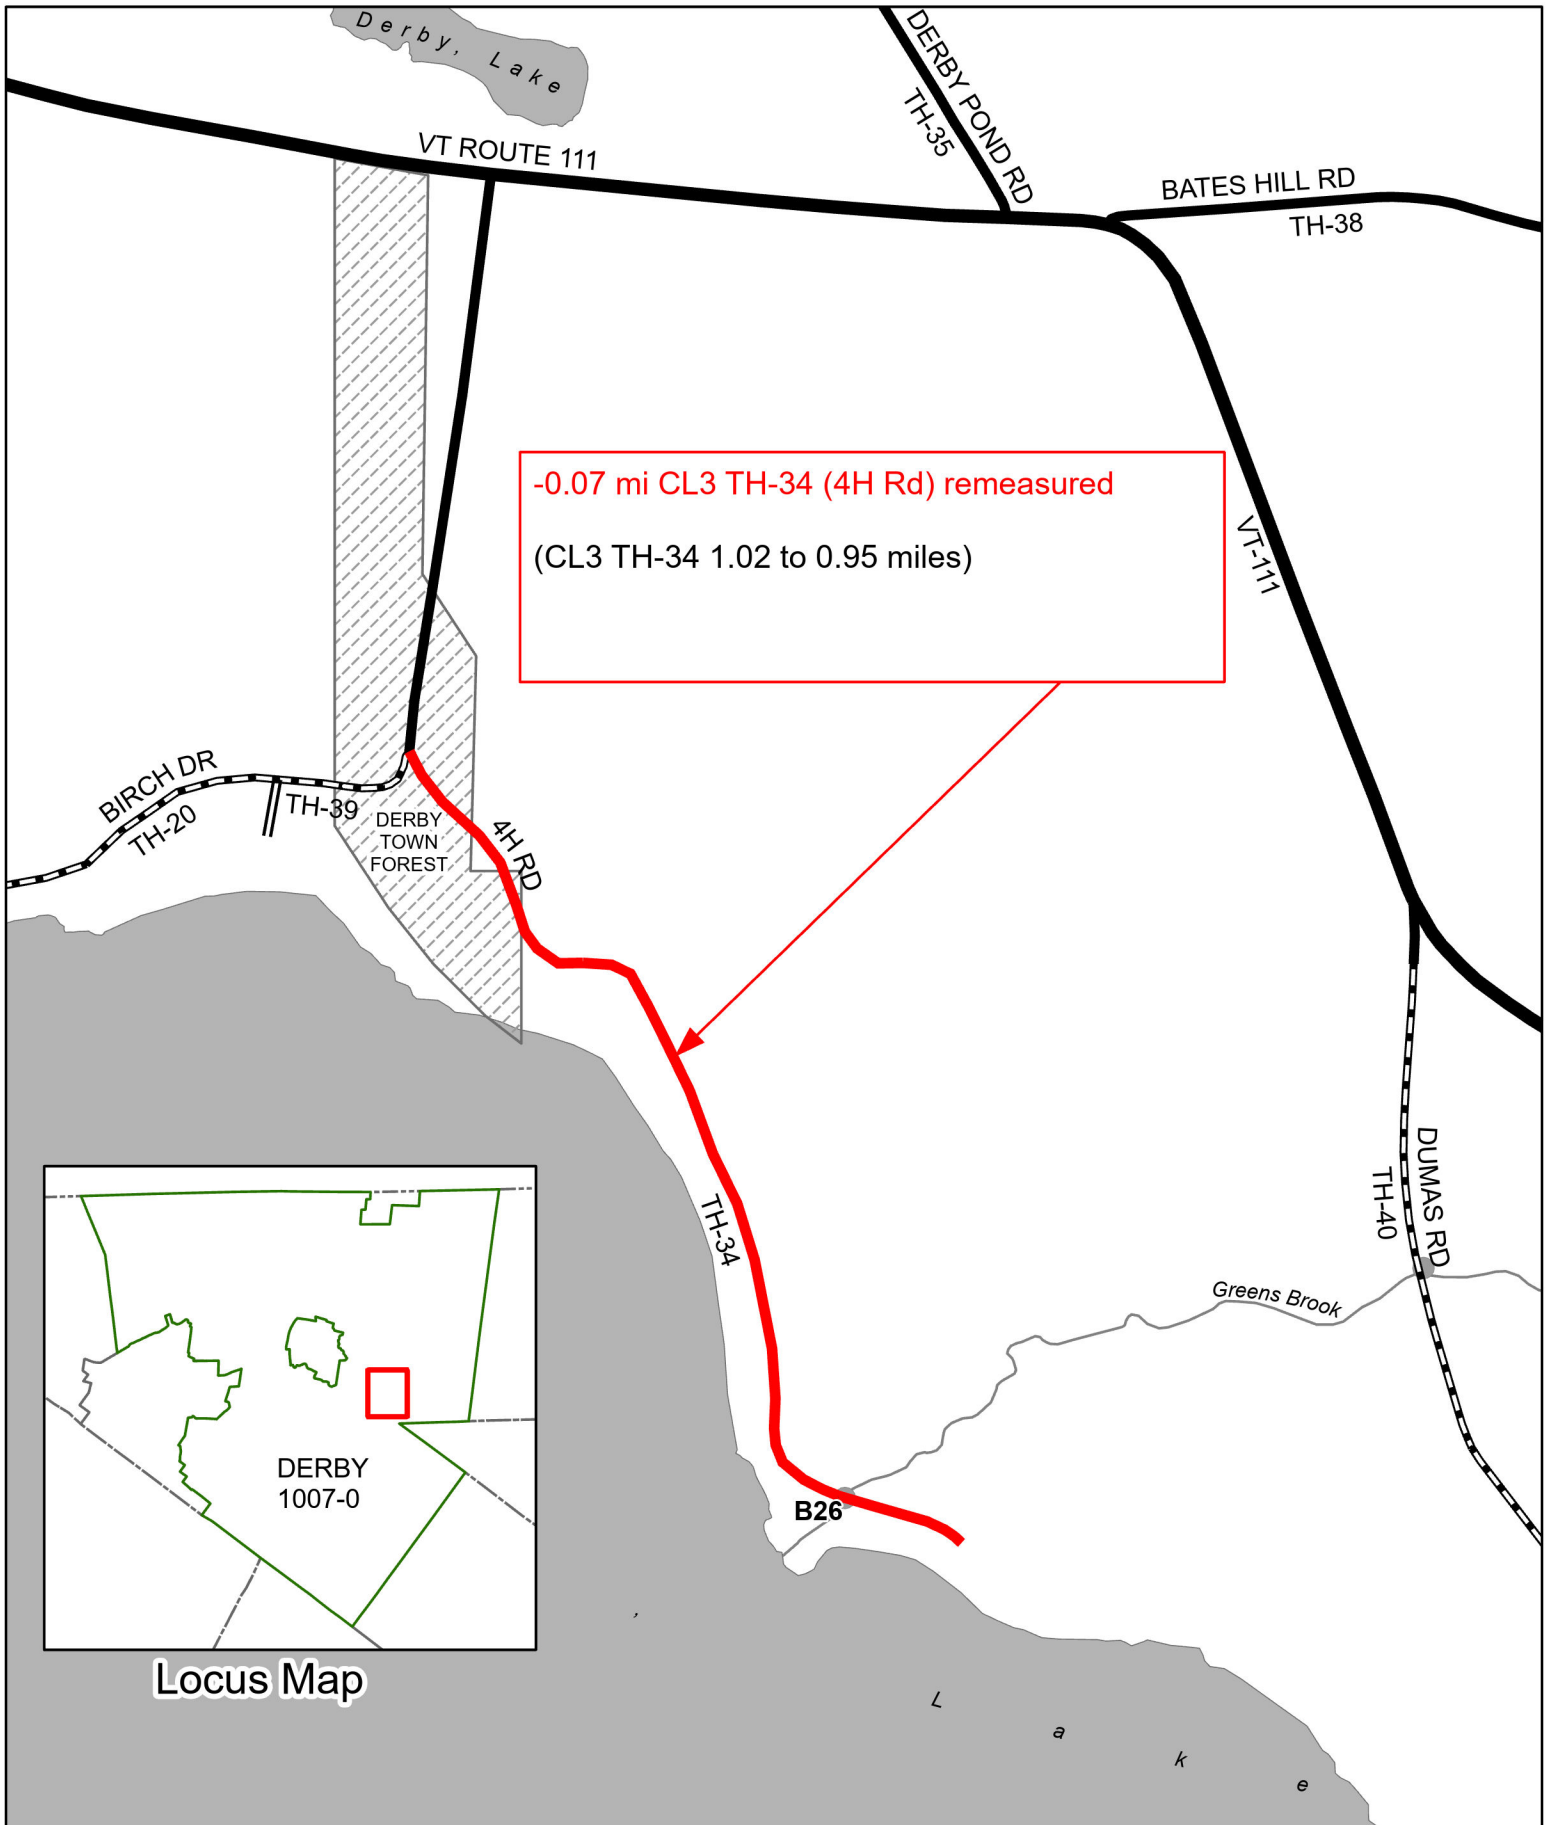 Derby, Lake
DERBY POND RD
TH-35
VT ROUTE 111
BATES HILL RD
TH-38
-0.07 mi CL3 TH-34 (4H Rd) remeasured
(CL3 TH-34 1.02 to 0.95 miles)
VT-111
BIRCH DR
TH-20
TH-39
DERBY
TOWN
FOREST
4H RD
TH-34
DUMAS RD
TH-40
Greens Brook
B26
DERBY
1007-0
Locus Map
, Lake